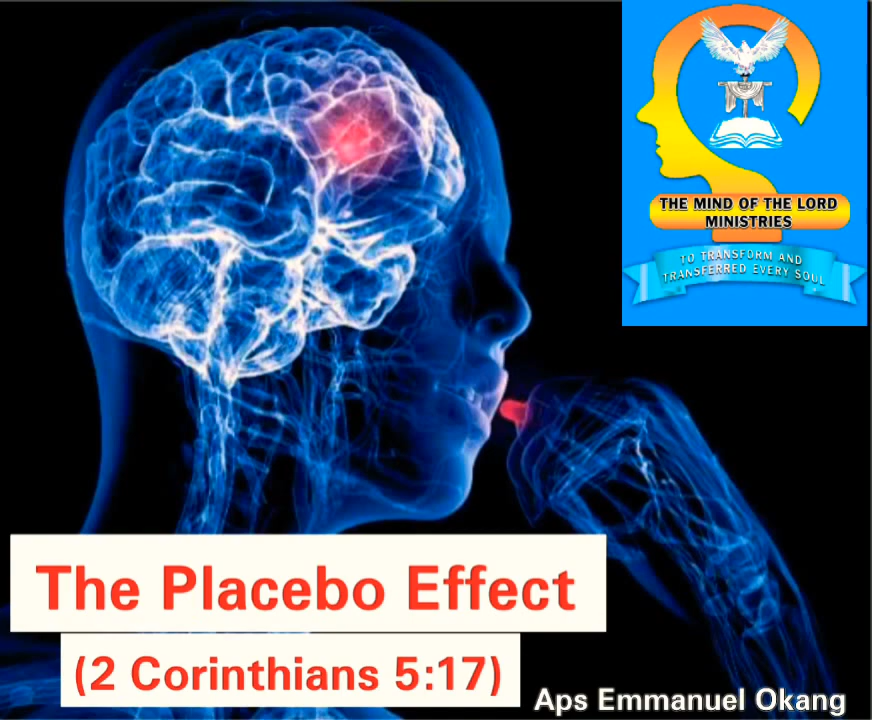 THE MIND OF THE LORD
MINISTRIES
TO TRANSFORM AND
TRANSFERRED EVERY SOUL
The Placebo Effect
(2 Corinthians 5:17)
Aps Emmanuel Okang